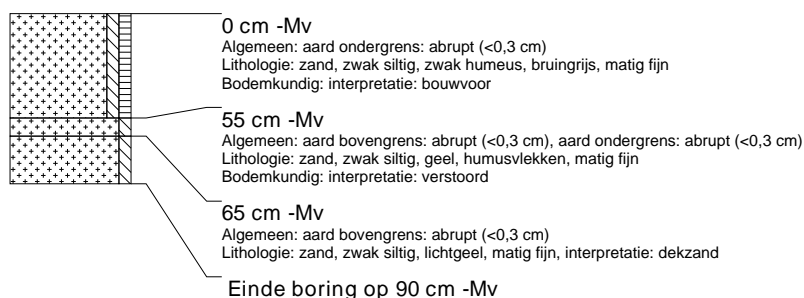 0 cm -Mv
Algemeen: aard ondergrens: abrupt (<0,3 cm)
Lithologie: zand, zwak siltig, zwak humeus, bruingrijs, matig fijn
Bodemkundig: interpretatie: bouwvoor
55 cm -Mv
Algemeen: aard bovengrens: abrupt (<0,3 cm), aard ondergrens: abrupt (<0,3 cm)
Lithologie: zand, zwak siltig, geel, humusvlekken, matig fijn
Bodemkundig: interpretatie: verstoord
65 cm -Mv
Algemeen: aard bovengrens: abrupt (<0,3 cm)
Lithologie: zand, zwak siltig, lichtgeel, matig fijn, interpretatie: dekzand
Einde boring op 90 cm -Mv